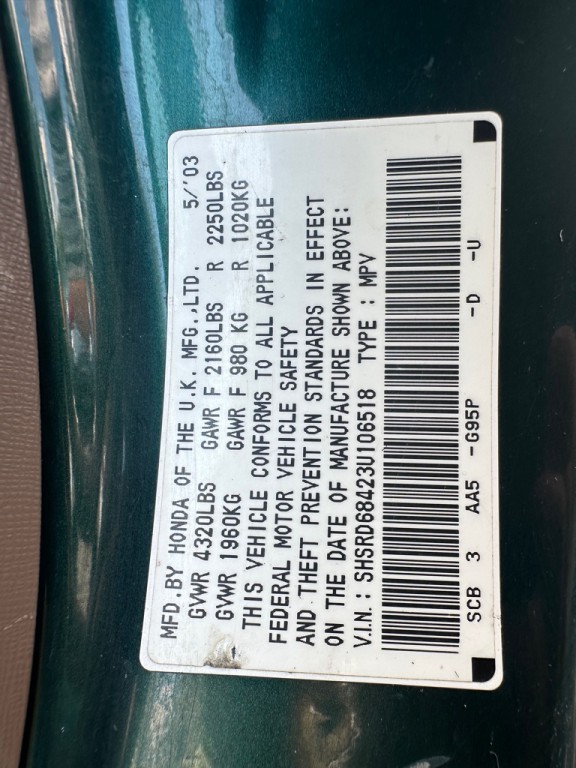 MFD.BY HONDA OF THE U.K. MFG.,LTD. 5/'03
GVWR 4320LBS GAWR F 2160LBS R 2250LBS
GVWR 1960KG GAWR F 980 KG R 1020KG
THIS VEHICLE CONFORMS TO ALL APPLICABLE
FEDERAL MOTOR VEHICLE SAFETY
AND THEFT PREVENTION STANDARDS IN EFFECT
ON THE DATE OF MANUFACTURE SHOWN ABOVE:
V.I.N.: SHSRD68423U106518 TYPE : MPV
SCB 3 AA5 -G95P -D -U